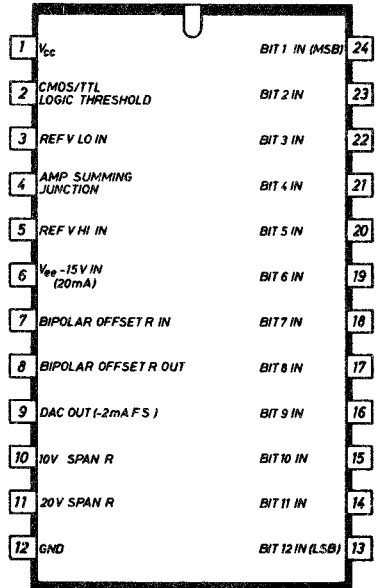 1 Vcc BIT 1 IN (MSB) 24
2 CMOS/TTL
LOGIC THRESHOLD BIT 2 IN 23
3 REF V LO IN BIT 3 IN 22
4 AMP SUMMING
JUNCTION BIT 4 IN 21
5 REF V HI IN BIT 5 IN 20
6 Vee -15V IN
(20mA) BIT 6 IN 19
7 BIPOLAR OFFSET R IN BIT 7 IN 18
8 BIPOLAR OFFSET R OUT BIT 8 IN 17
9 DAC OUT (-2mA F S) BIT 9 IN 16
10 10V SPAN R BIT 10 IN 15
11 20V SPAN R BIT 11 IN 14
12 GND BIT 12 IN (LSB) 13